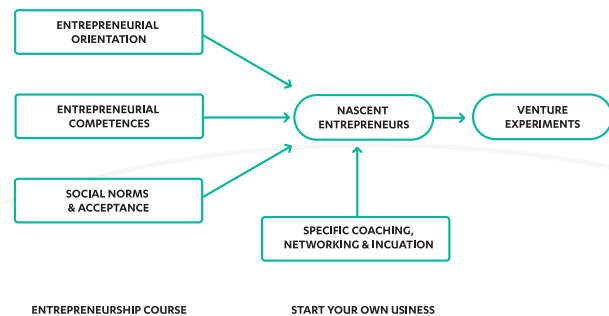 ENTREPRENEURIAL
ORIENTATION
ENTREPRENEURIAL
COMPETENCES
NASCENT
ENTREPRENEURS
VENTURE
EXPERIMENTS
SOCIAL NORMS
& ACCEPTANCE
SPECIFIC COACHING,
NETWORKING & INCUATION
ENTREPRENEURSHIP COURSE
START YOUR OWN USINESS